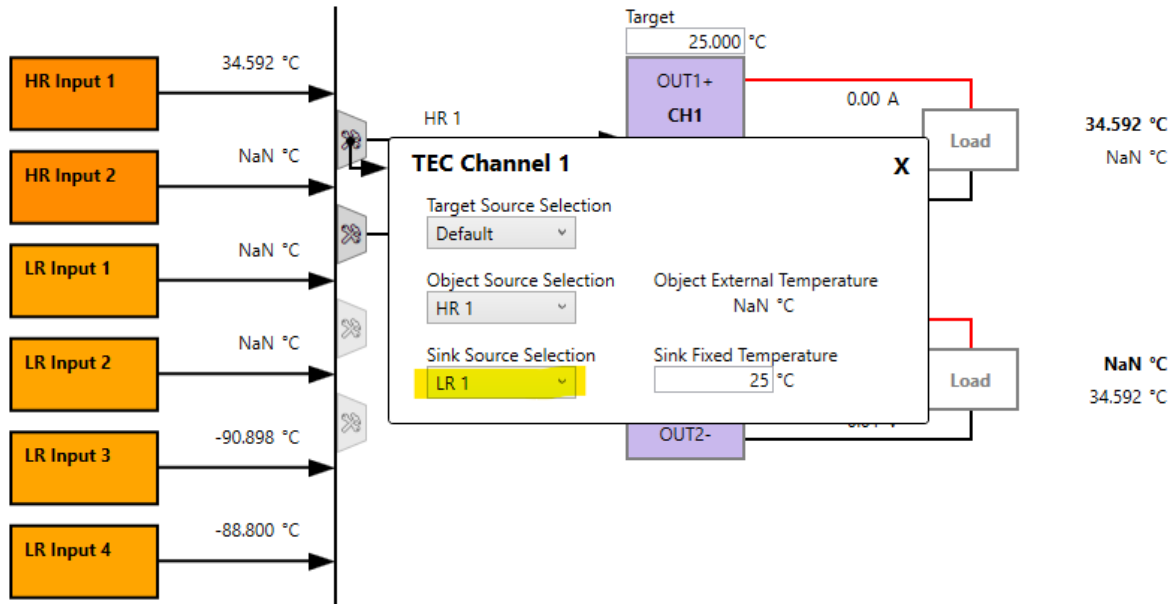 Target
25.000 °C
HR Input 1
34.592 °C
OUT1+
CH1
0.00 A
Load
34.592 °C
NaN °C
HR 1
HR Input 2
NaN °C
TEC Channel 1
X
Target Source Selection
Default
LR Input 1
NaN °C
Object Source Selection
HR 1
Object External Temperature
NaN °C
LR Input 2
NaN °C
Sink Source Selection
LR 1
Sink Fixed Temperature
25 °C
Load
NaN °C
34.592 °C
OUT2-
LR Input 3
-90.898 °C
LR Input 4
-88.800 °C